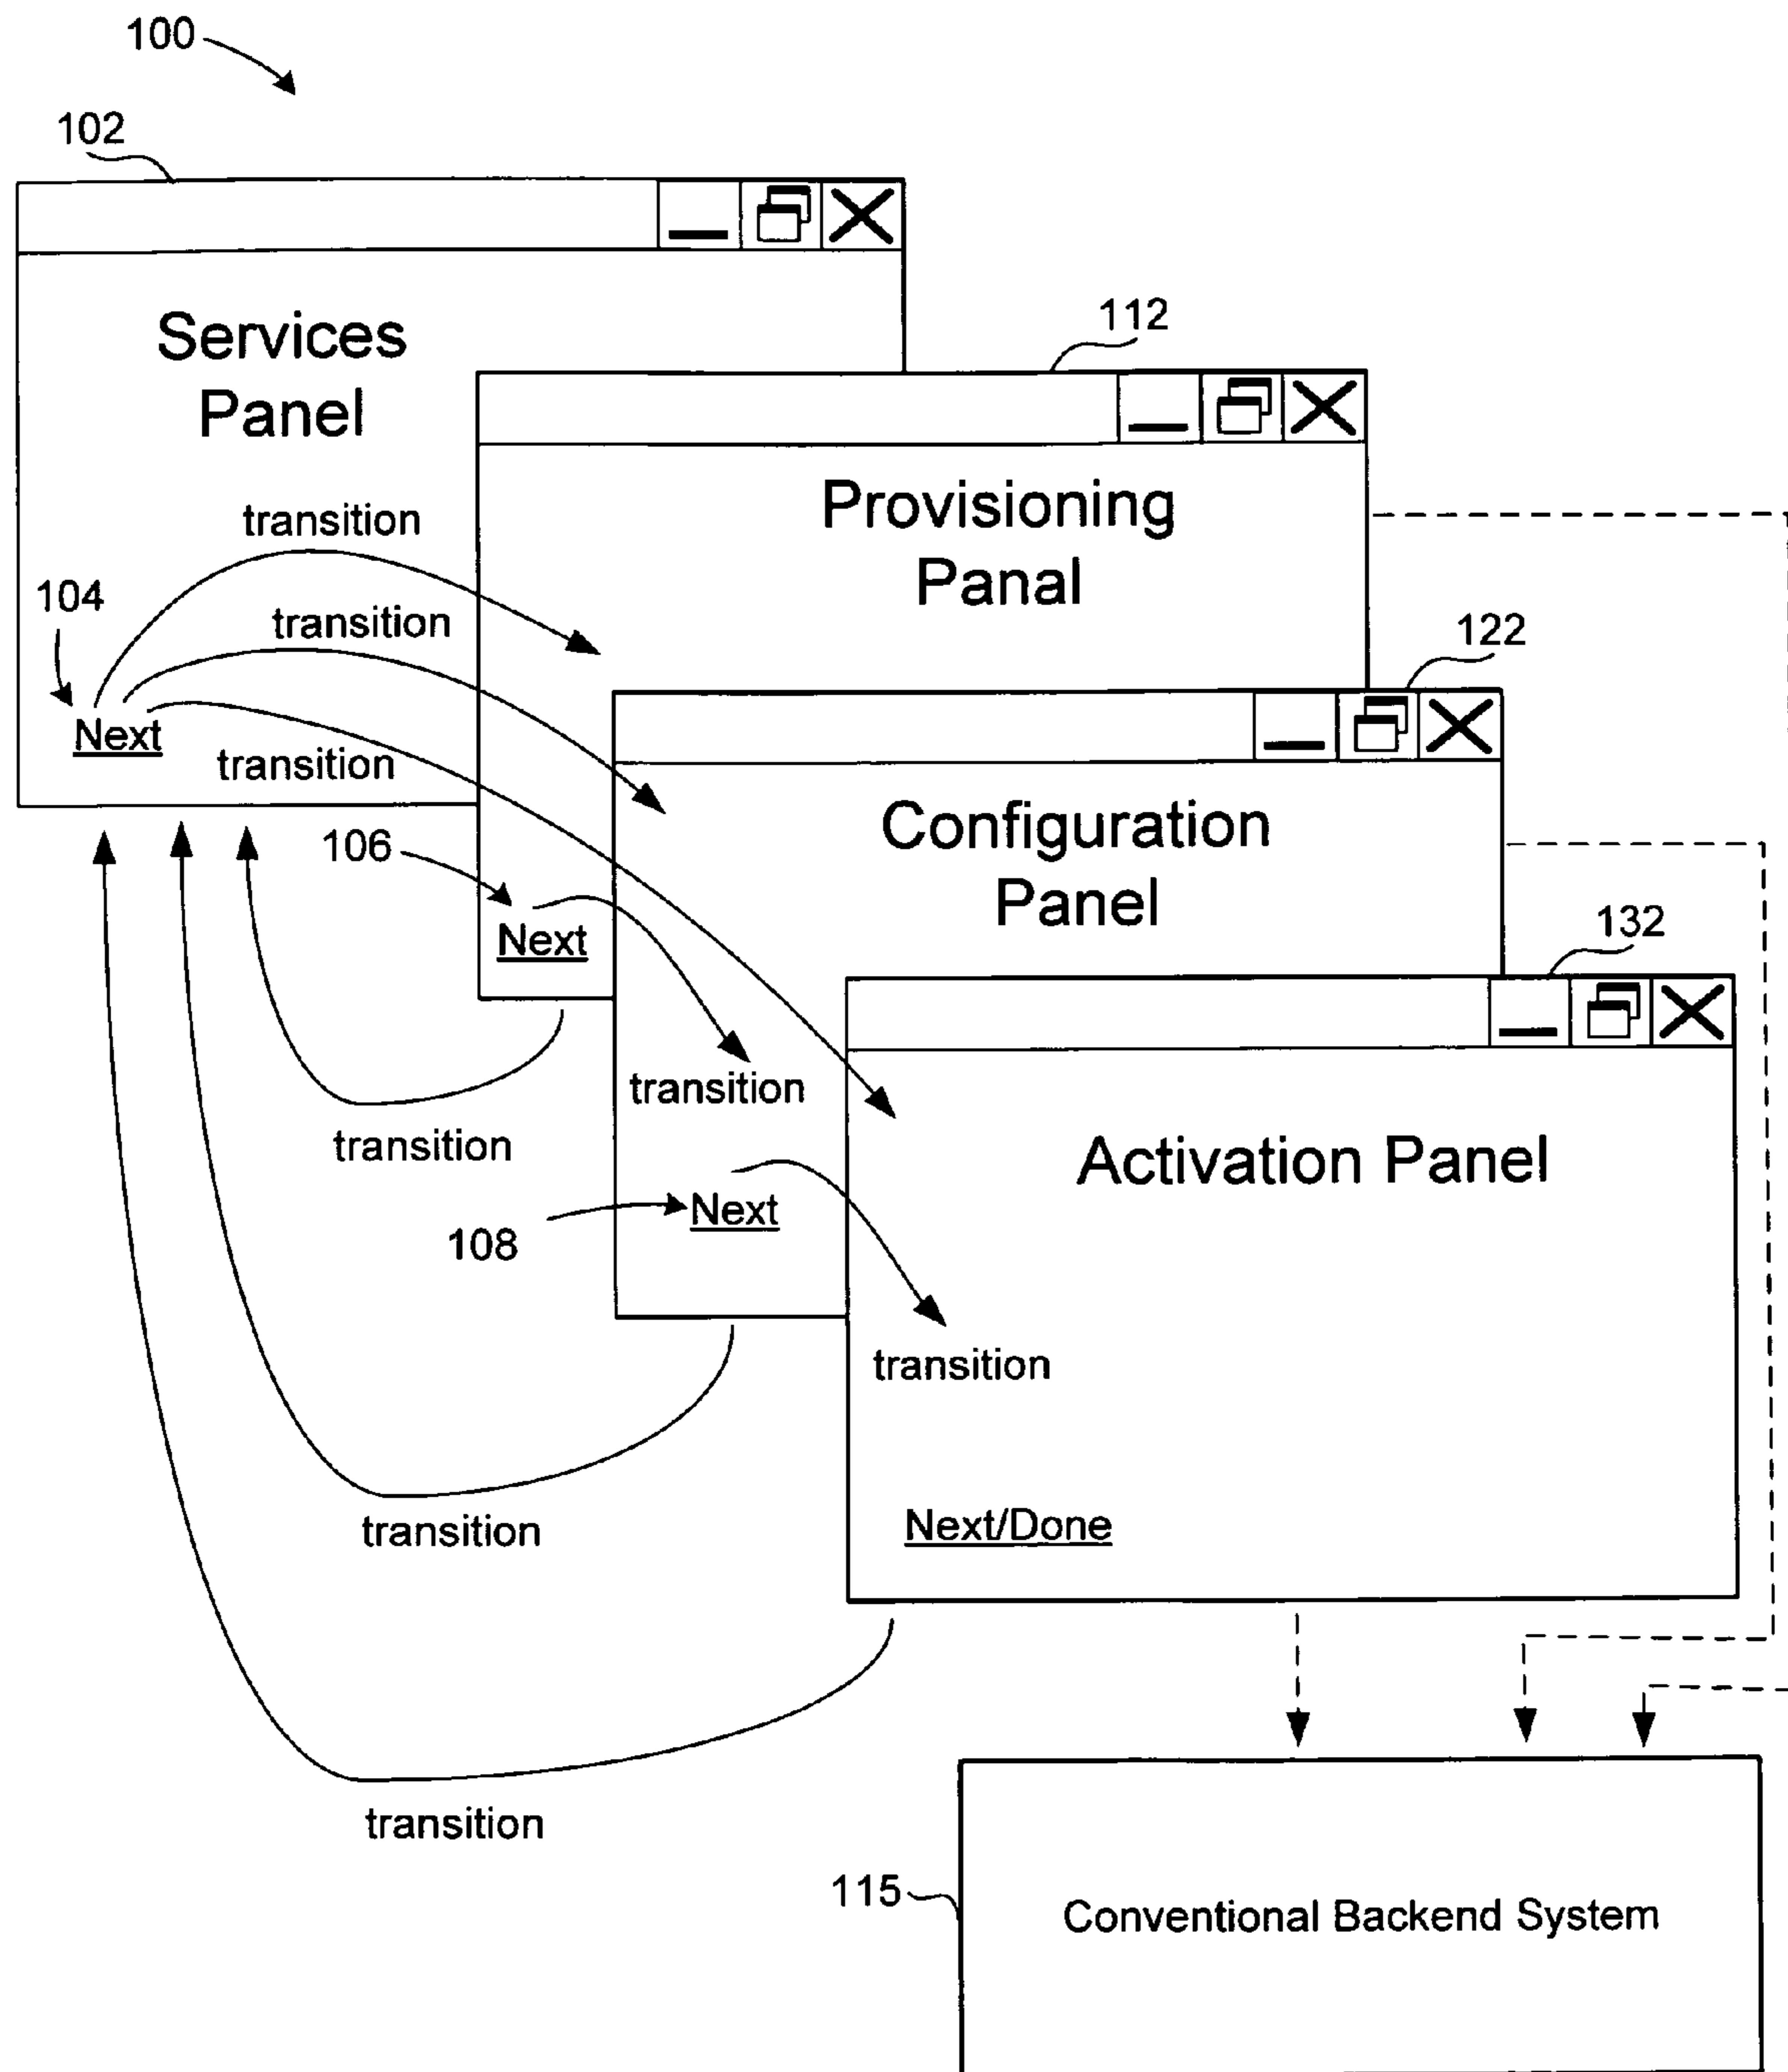 100
102
Services
Panel
112
Provisioning
Panal
transition
104
transition
122
Next
transition
Configuration
Panel
106
Next
132
transition
transition
Activation Panel
Next
108
transition
Next/Done
transition
transition
115
Conventional Backend System